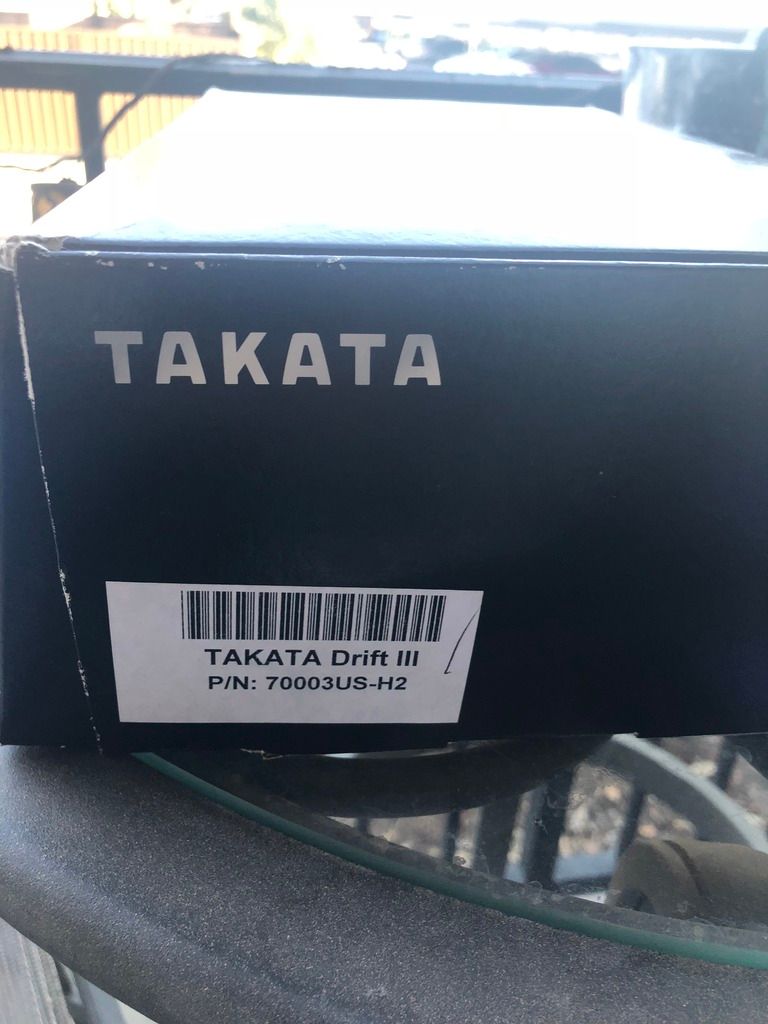 TAKATA
TAKATA Drift III
P/N: 70003US-H2